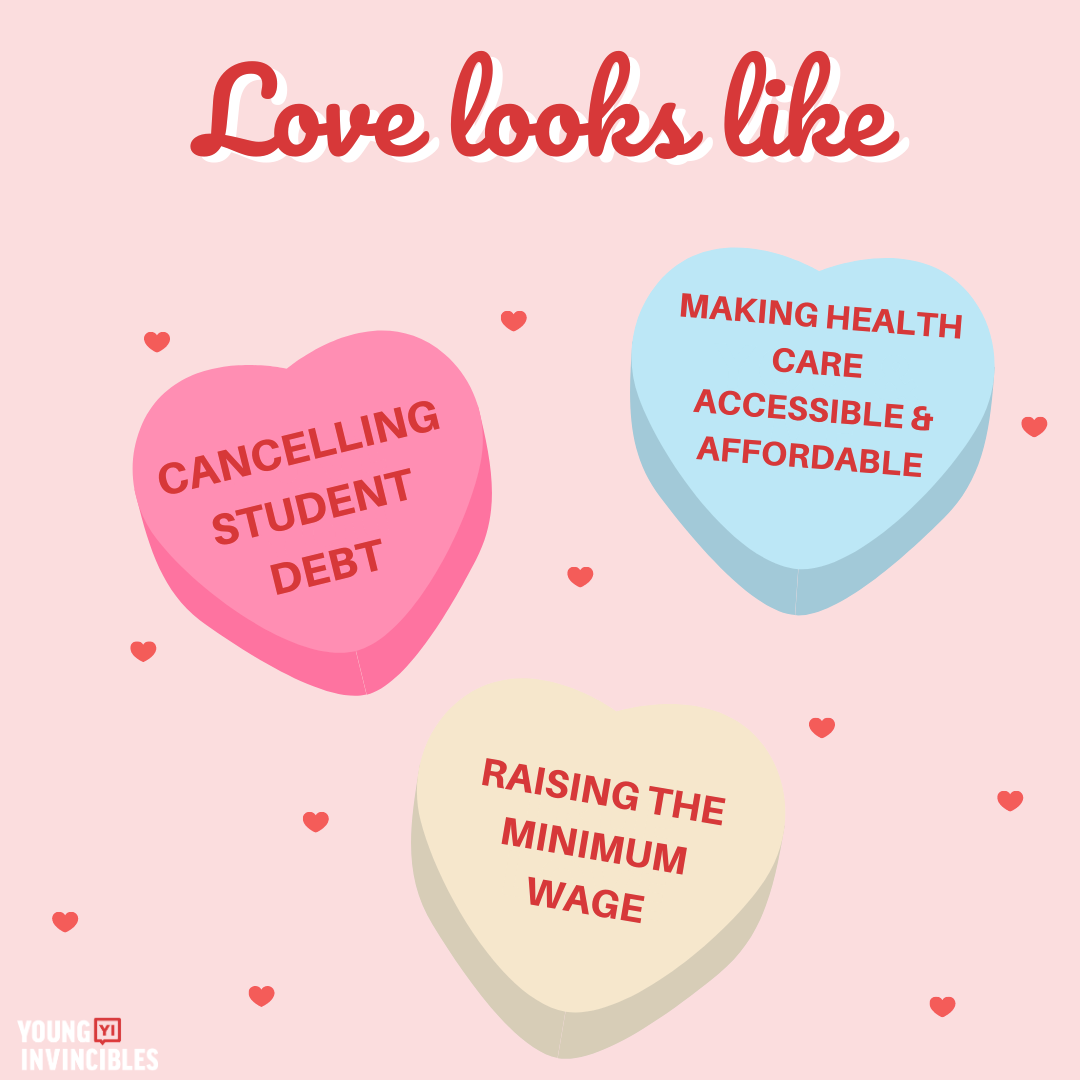 Love looks like
MAKING HEALTH
CARE
ACCESSIBLE &
AFFORDABLE
CANCELLING
STUDENT
DEBT
RAISING THE
MINIMUM
WAGE
YOUNG YI
INVINCIBLES